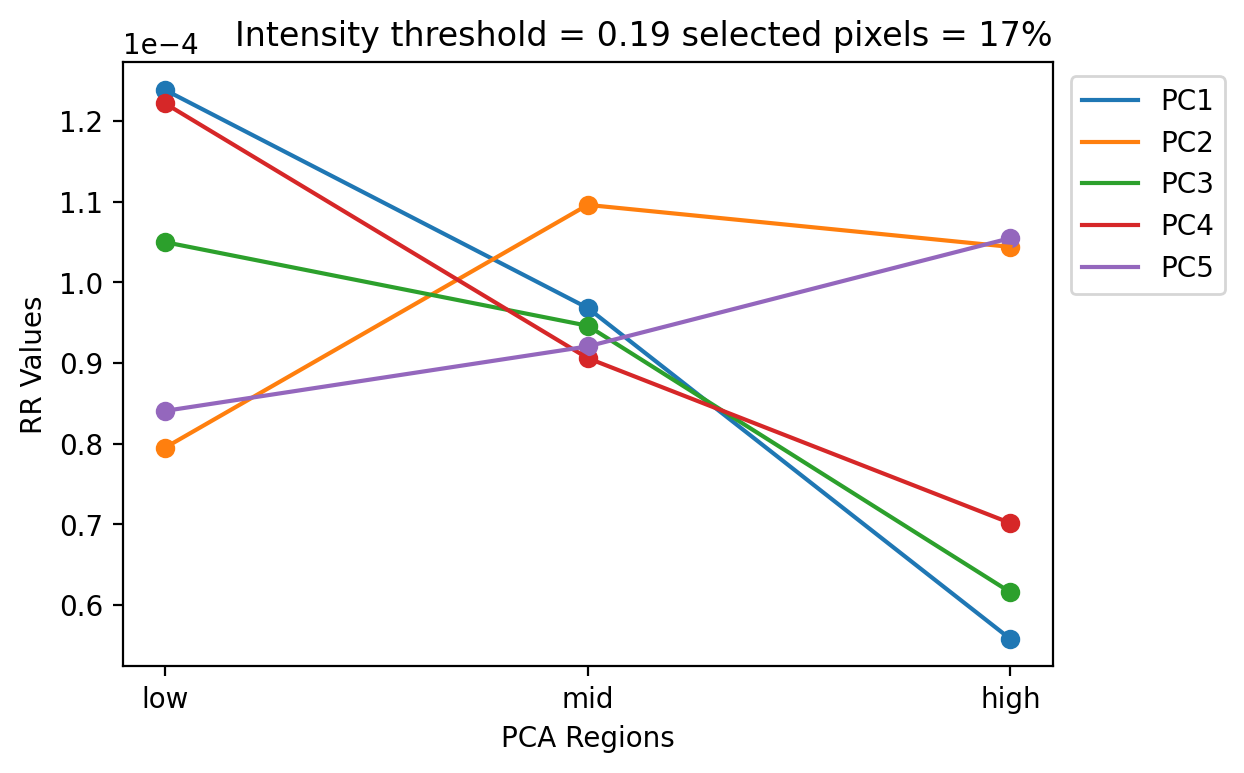 Intensity threshold = 0.19 selected pixels = 17%
1e−4
1.2
1.1
1.0
0.9
0.8
0.7
0.6
RR Values
low
mid
high
PCA Regions
PC1
PC2
PC3
PC4
PC5